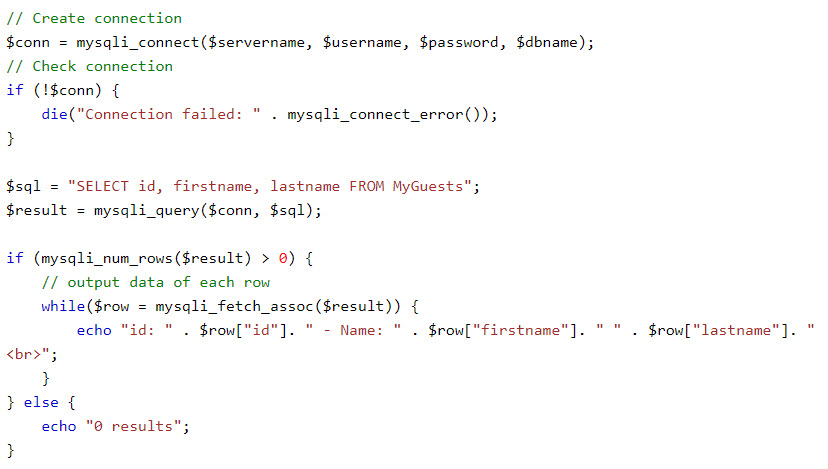 // Create connection
$conn = mysqli_connect($servername, $username, $password, $dbname);
// Check connection
if (!$conn) {
    die("Connection failed: " . mysqli_connect_error());
}

$sql = "SELECT id, firstname, lastname FROM MyGuests";
$result = mysqli_query($conn, $sql);

if (mysqli_num_rows($result) > 0) {
    // output data of each row
    while($row = mysqli_fetch_assoc($result)) {
        echo "id: " . $row["id"]. " - Name: " . $row["firstname"]. " " . $row["lastname"]. "
<br>";
    }
} else {
    echo "0 results";
}